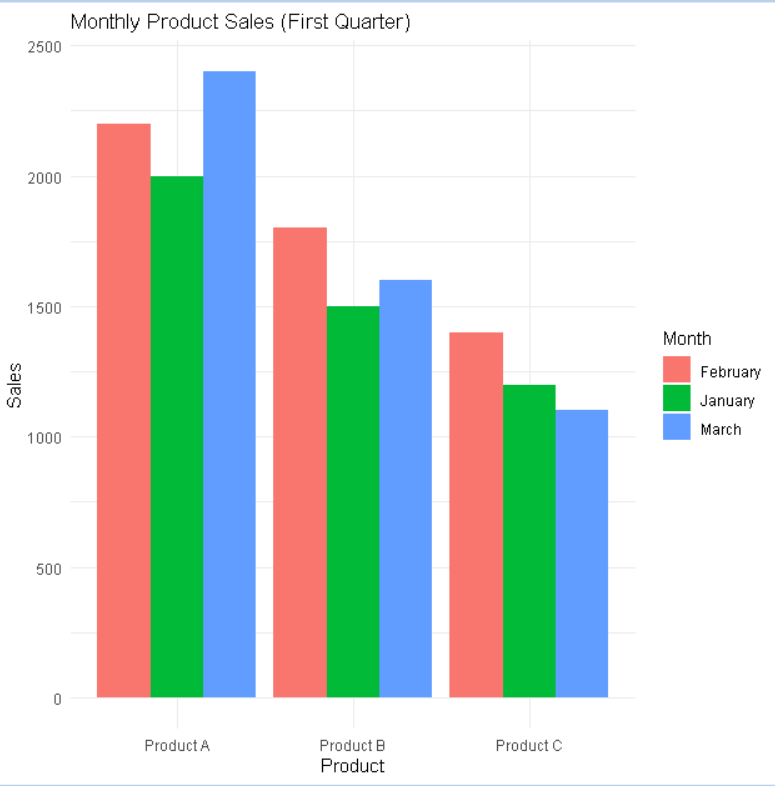 Monthly Product Sales (First Quarter)
2500
2000
1500
1000
500
0
Sales
Product A
Product B
Product C
Product
Month
February
January
March